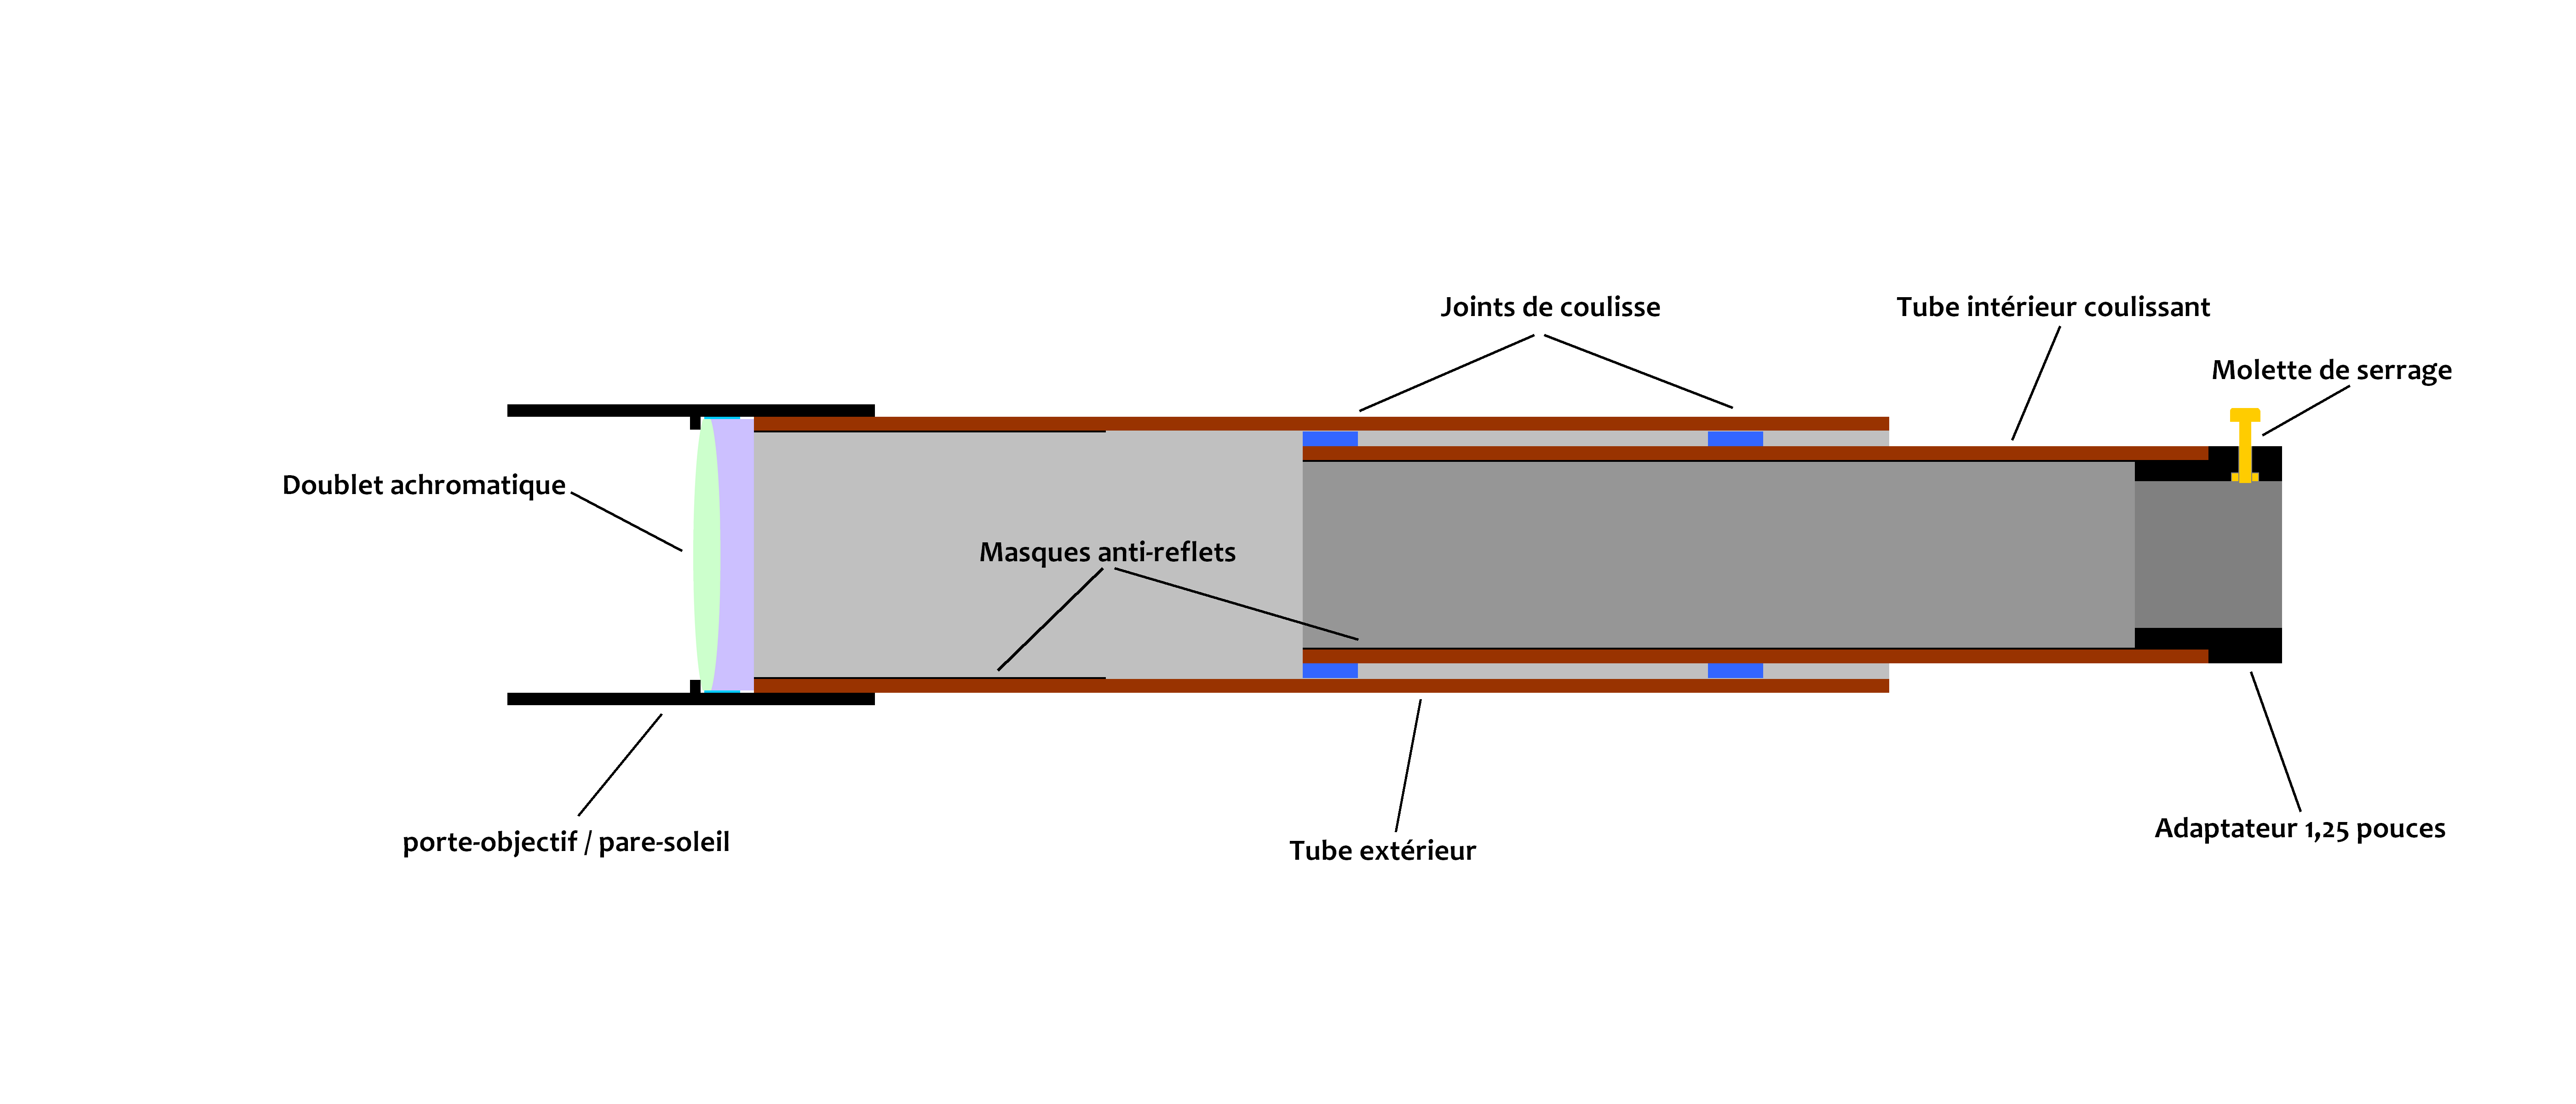 Joints de coulisse
Tube intérieur coulissant
Molette de serrage
Doublet achromatique
Masques anti-reflets
porte-objectif / pare-soleil
Tube extérieur
Adaptateur 1,25 pouces